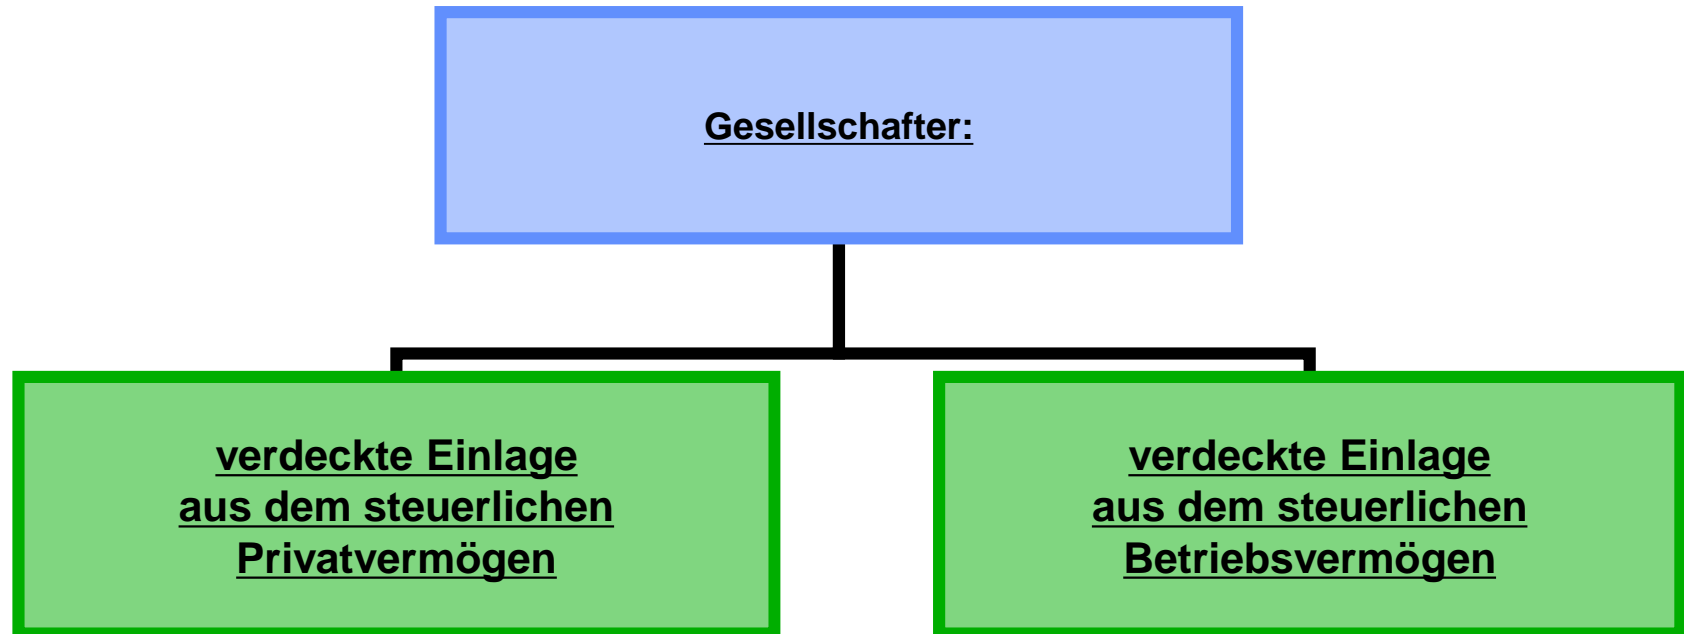 Gesellschafter:
verdeckte Einlage
aus dem steuerlichen
Privatvermögen
verdeckte Einlage
aus dem steuerlichen
Betriebsvermögen